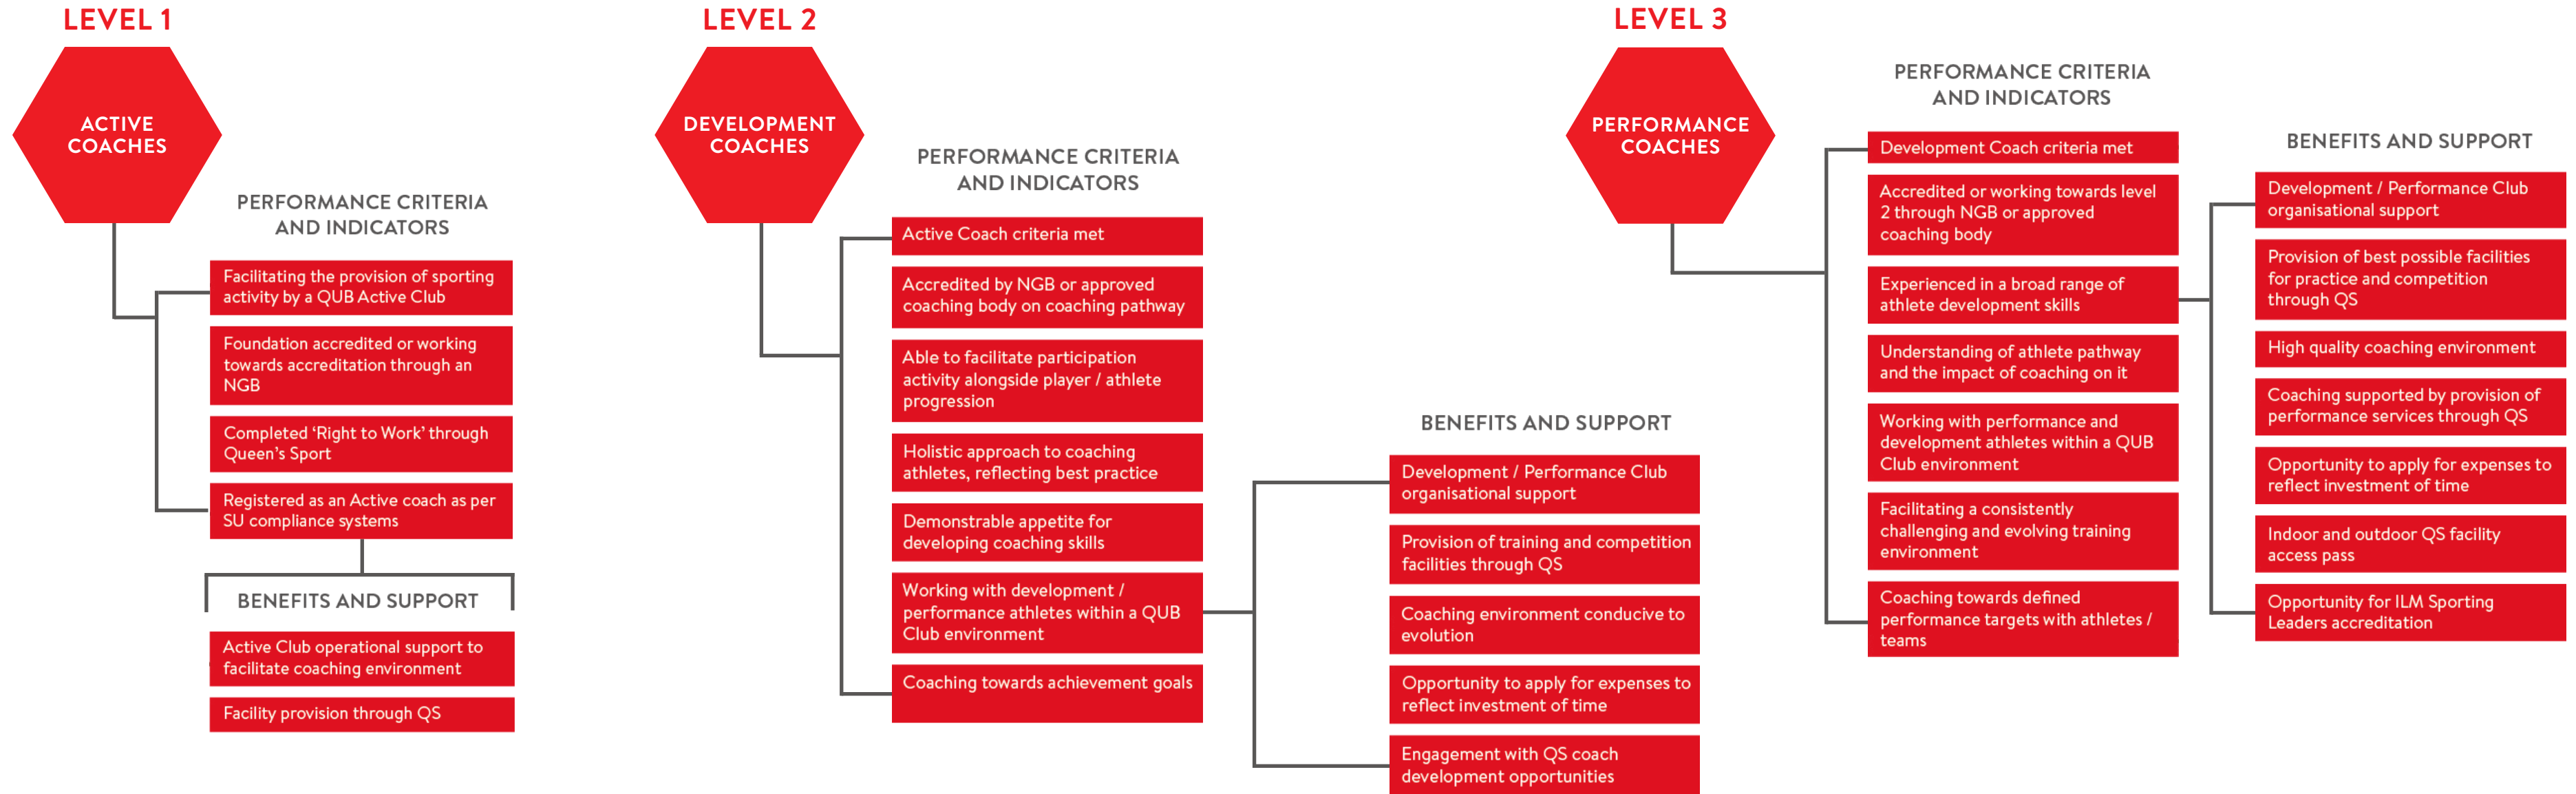 LEVEL 1
ACTIVE
COACHES
PERFORMANCE CRITERIA
AND INDICATORS
Facilitating the provision of sporting
activity by a QUB Active Club
Foundation accredited or working
towards accreditation through an
NGB
Completed ‘Right to Work’ through
Queen’s Sport
Registered as an Active coach as per
SU compliance systems
BENEFITS AND SUPPORT
Active Club operational support to
facilitate coaching environment
Facility provision through QS
LEVEL 2
DEVELOPMENT
COACHES
PERFORMANCE CRITERIA
AND INDICATORS
Active Coach criteria met
Accredited by NGB or approved
coaching body on coaching pathway
Able to facilitate participation
activity alongside player / athlete
progression
Holistic approach to coaching
athletes, reflecting best practice
Demonstrable appetite for
developing coaching skills
Working with development /
performance athletes within a QUB
Club environment
Coaching towards achievement goals
BENEFITS AND SUPPORT
Development / Performance Club
organisational support
Provision of training and competition
facilities through QS
Coaching environment conducive to
evolution
Opportunity to apply for expenses to
reflect investment of time
Engagement with QS coach
development opportunities
LEVEL 3
PERFORMANCE
COACHES
PERFORMANCE CRITERIA
AND INDICATORS
Development Coach criteria met
Accredited or working towards level
2 through NGB or approved
coaching body
Experienced in a broad range of
athlete development skills
Understanding of athlete pathway
and the impact of coaching on it
Working with performance and
development athletes within a QUB
Club environment
Facilitating a consistently
challenging and evolving training
environment
Coaching towards defined
performance targets with athletes /
teams
BENEFITS AND SUPPORT
Development / Performance Club
organisational support
Provision of best possible facilities
for practice and competition
through QS
High quality coaching environment
Coaching supported by provision of
performance services through QS
Opportunity to apply for expenses to
reflect investment of time
Indoor and outdoor QS facility
access pass
Opportunity for ILM Sporting
Leaders accreditation